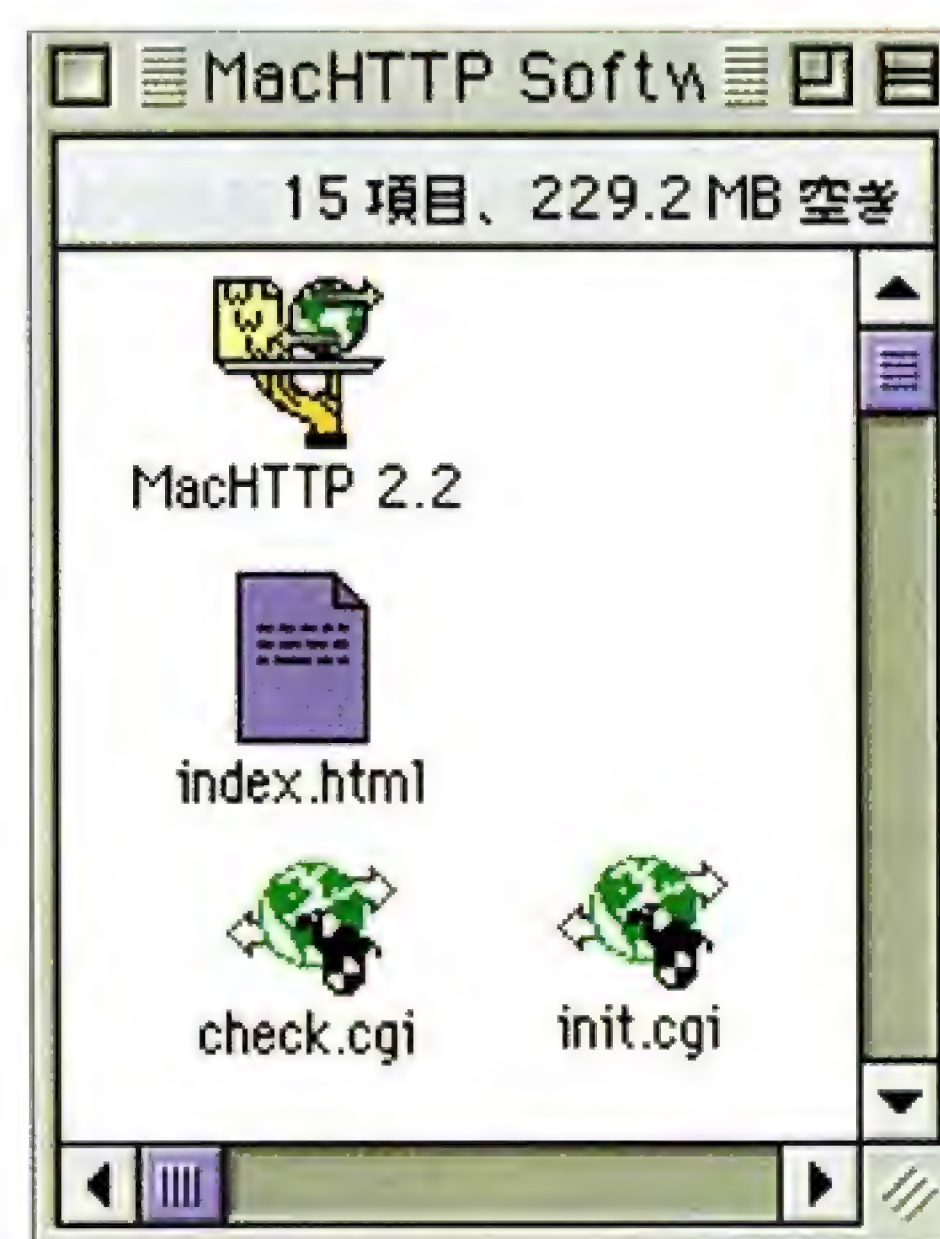 MacHTTP Softw
15 項目、229.2 MB 空き
MacHTTP 2.2
index.html
check.cgi
init.cgi